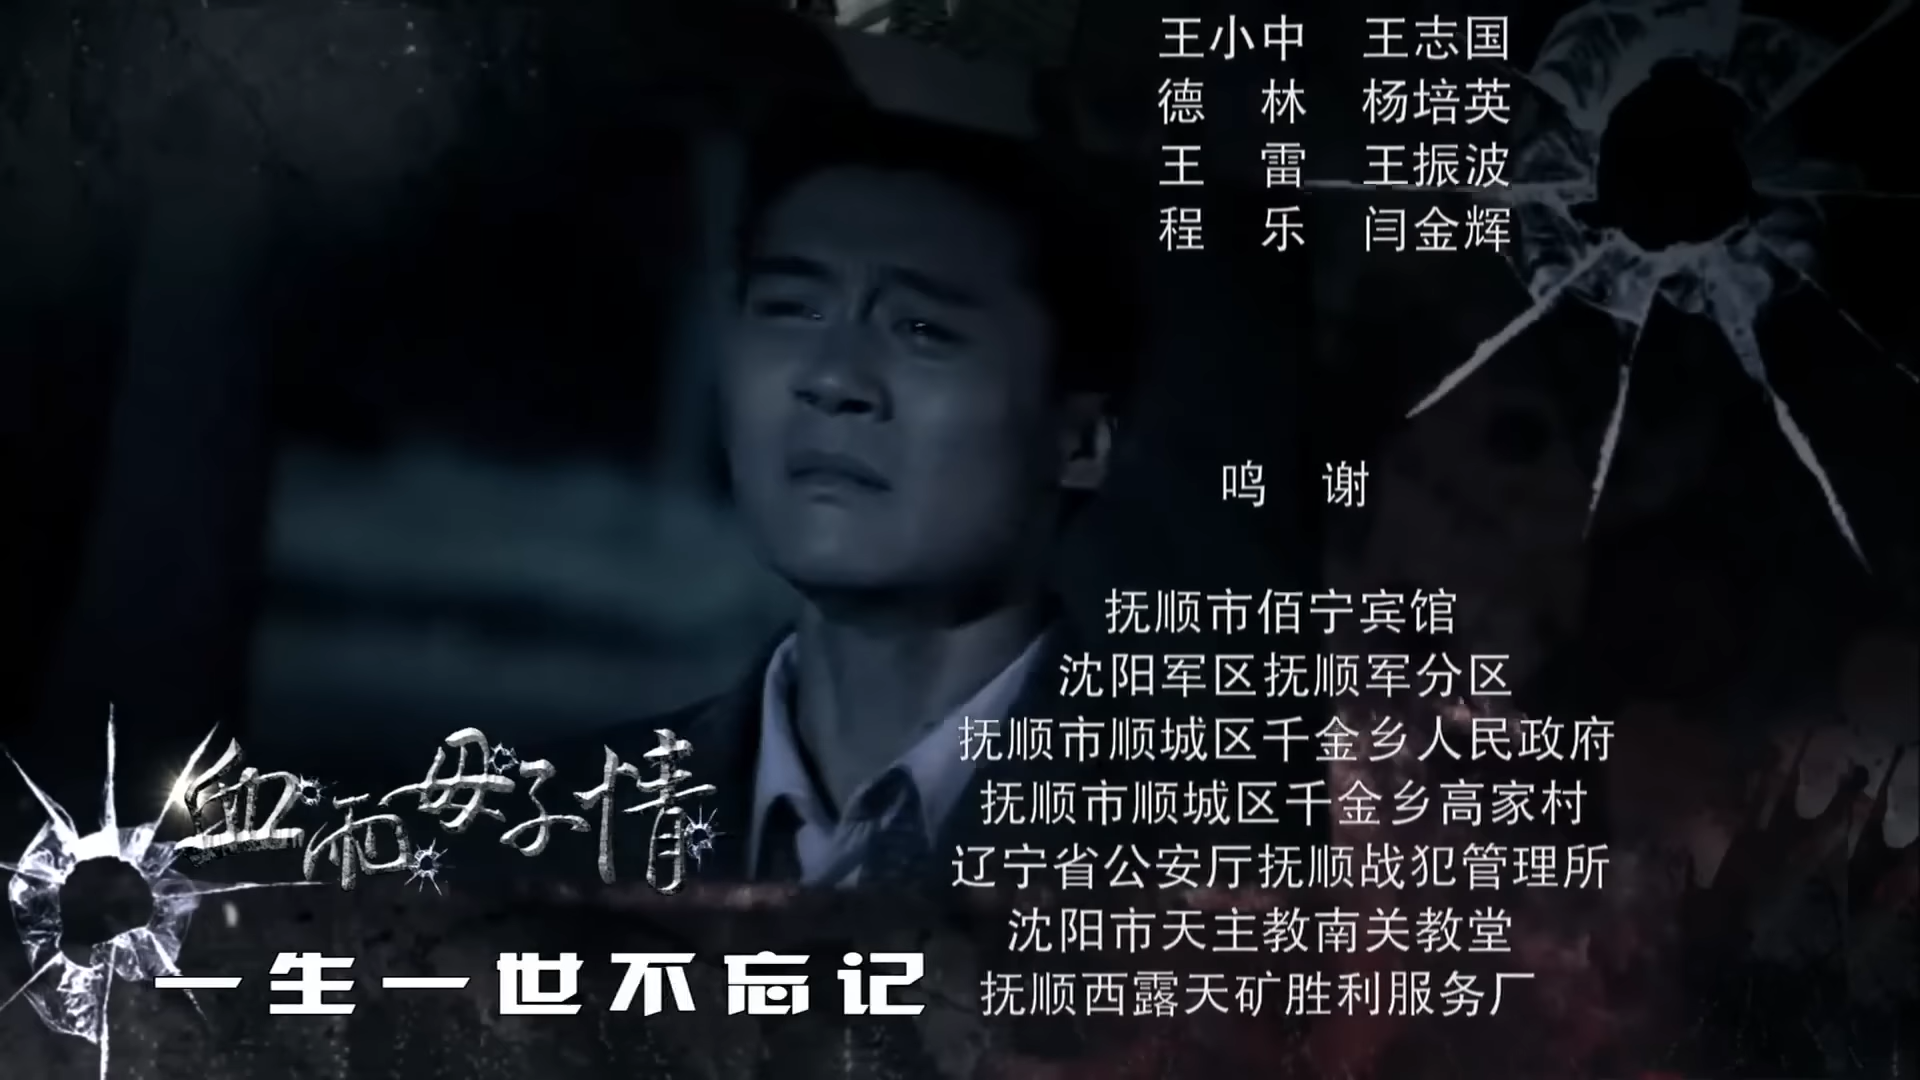 王小中 王志国
德 林 杨培英
王 雷 王振波
程 乐 闫金辉
鸣 谢
抚顺市佰宁宾馆
沈阳军区抚顺军分区
抚顺市顺城区千金乡人民政府
抚顺市顺城区千金乡高家村
辽宁省公安厅抚顺战犯管理所
沈阳市天主教南关教堂
抚顺西露天矿胜利服务厂
血雨母子情
一生一世不忘记